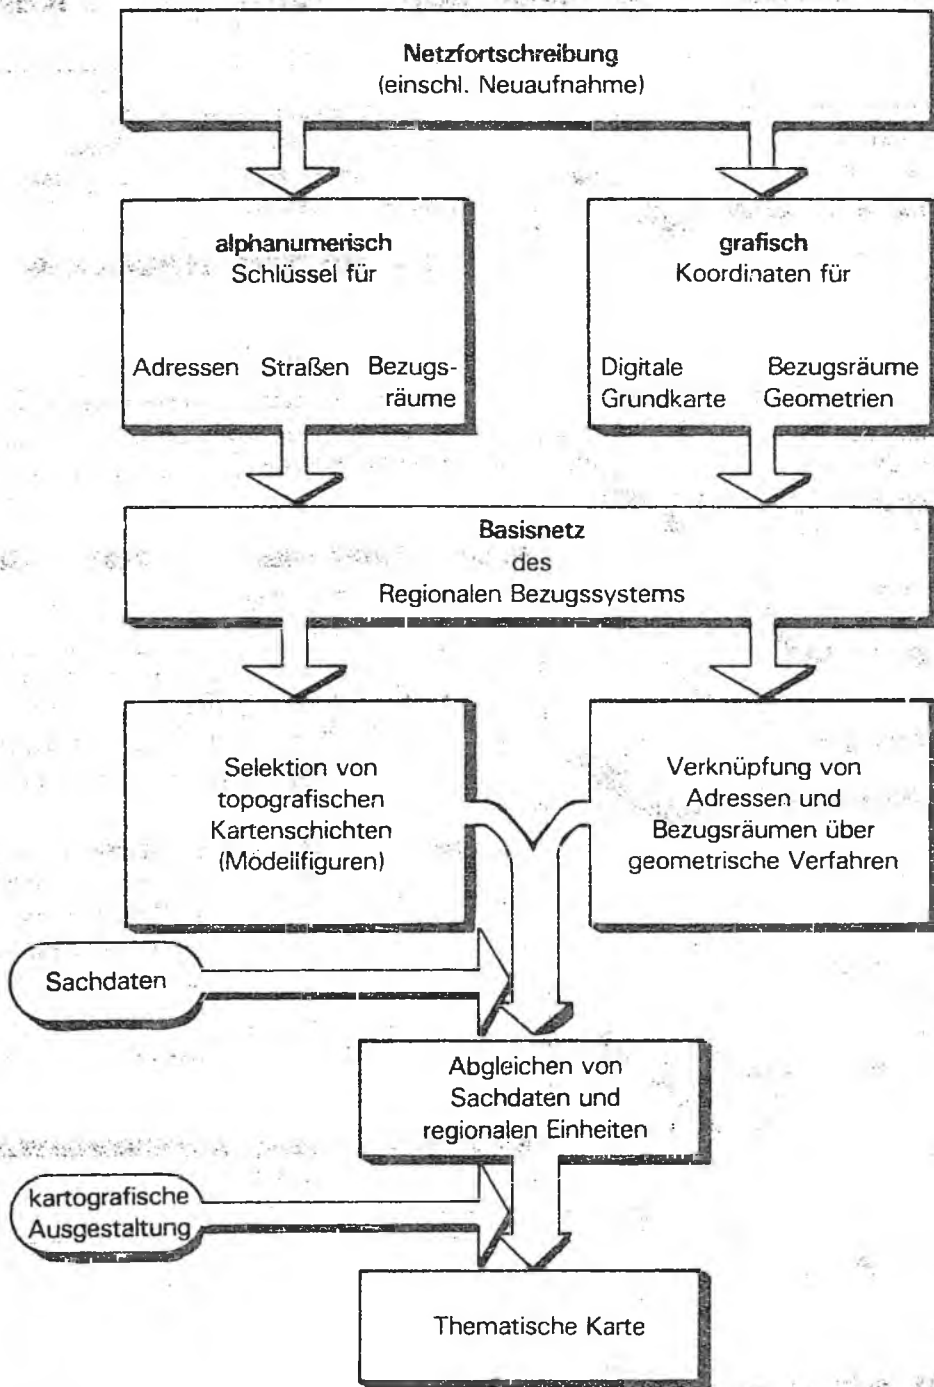 Netzfortschreibung
(einschl. Neuaufnahme)
alphanumerisch
Schlüssel für
Adressen Straßen Bezugs-
räume
grafisch
Koordinaten für
Digitale Bezugsräume
Grundkarte Geometrien
Basisnetz
des
Regionalen Bezugssystems
Selektion von
topografischen
Kartenschichten
(Modellfiguren)
Verknüpfung von
Adressen und
Bezugsräumen über
geometrische Verfahren
Sachdaten
Abgleichen von
Sachdaten und
regionalen Einheiten
kartografische
Ausgestaltung
Thematische Karte